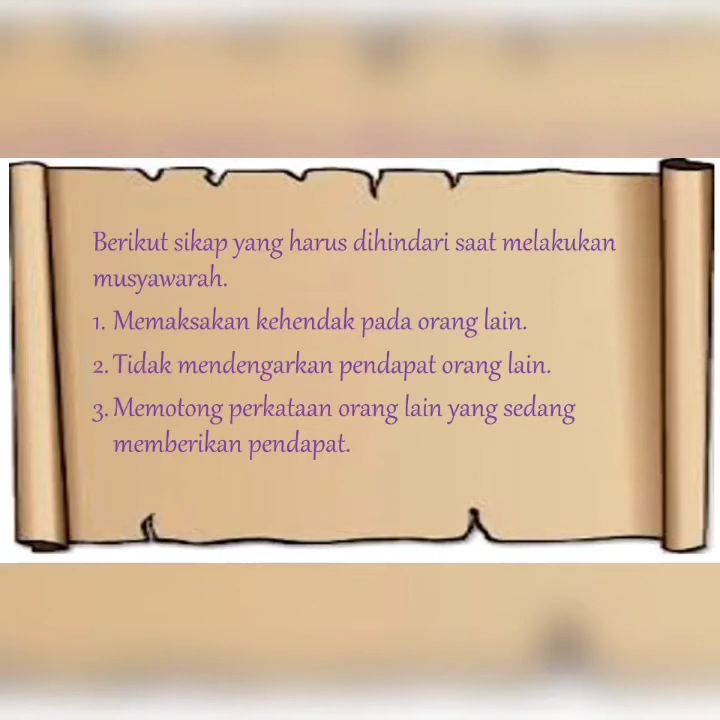 Berikut sikap yang harus dihindari saat melakukan
musyawarah.
1. Memaksakan kehendak pada orang lain.
2. Tidak mendengarkan pendapat orang lain.
3. Memotong perkataan orang lain yang sedang
memberikan pendapat.